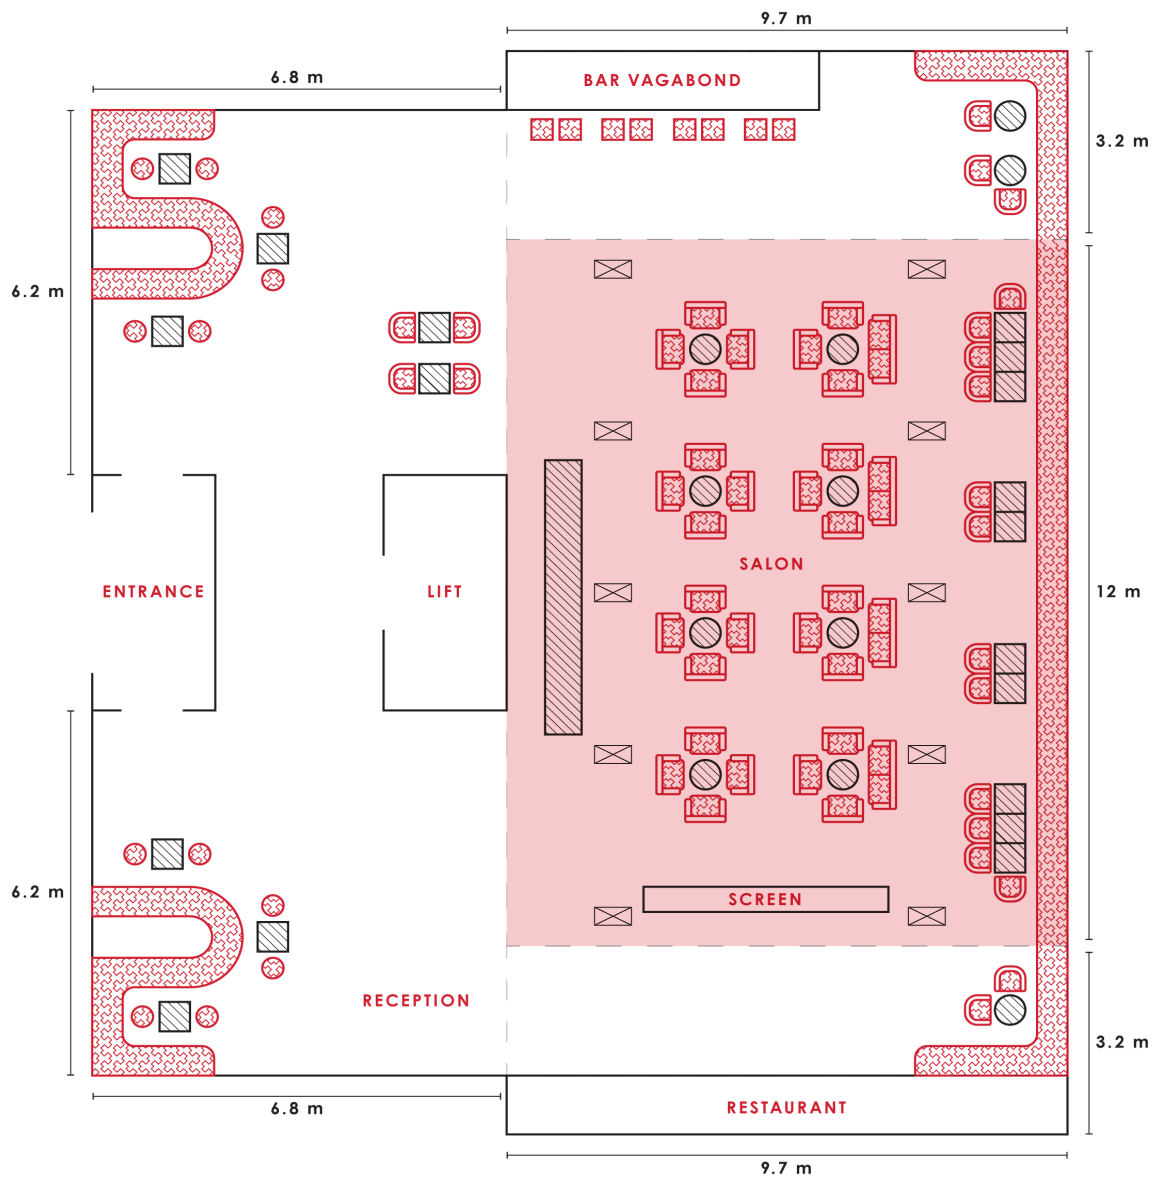 9.7 m
6.8 m
BAR VAGABOND
3.2 m
6.2 m
SALON
ENTRANCE
LIFT
12 m
6.2 m
SCREEN
RECEPTION
3.2 m
6.8 m
RESTAURANT
9.7 m